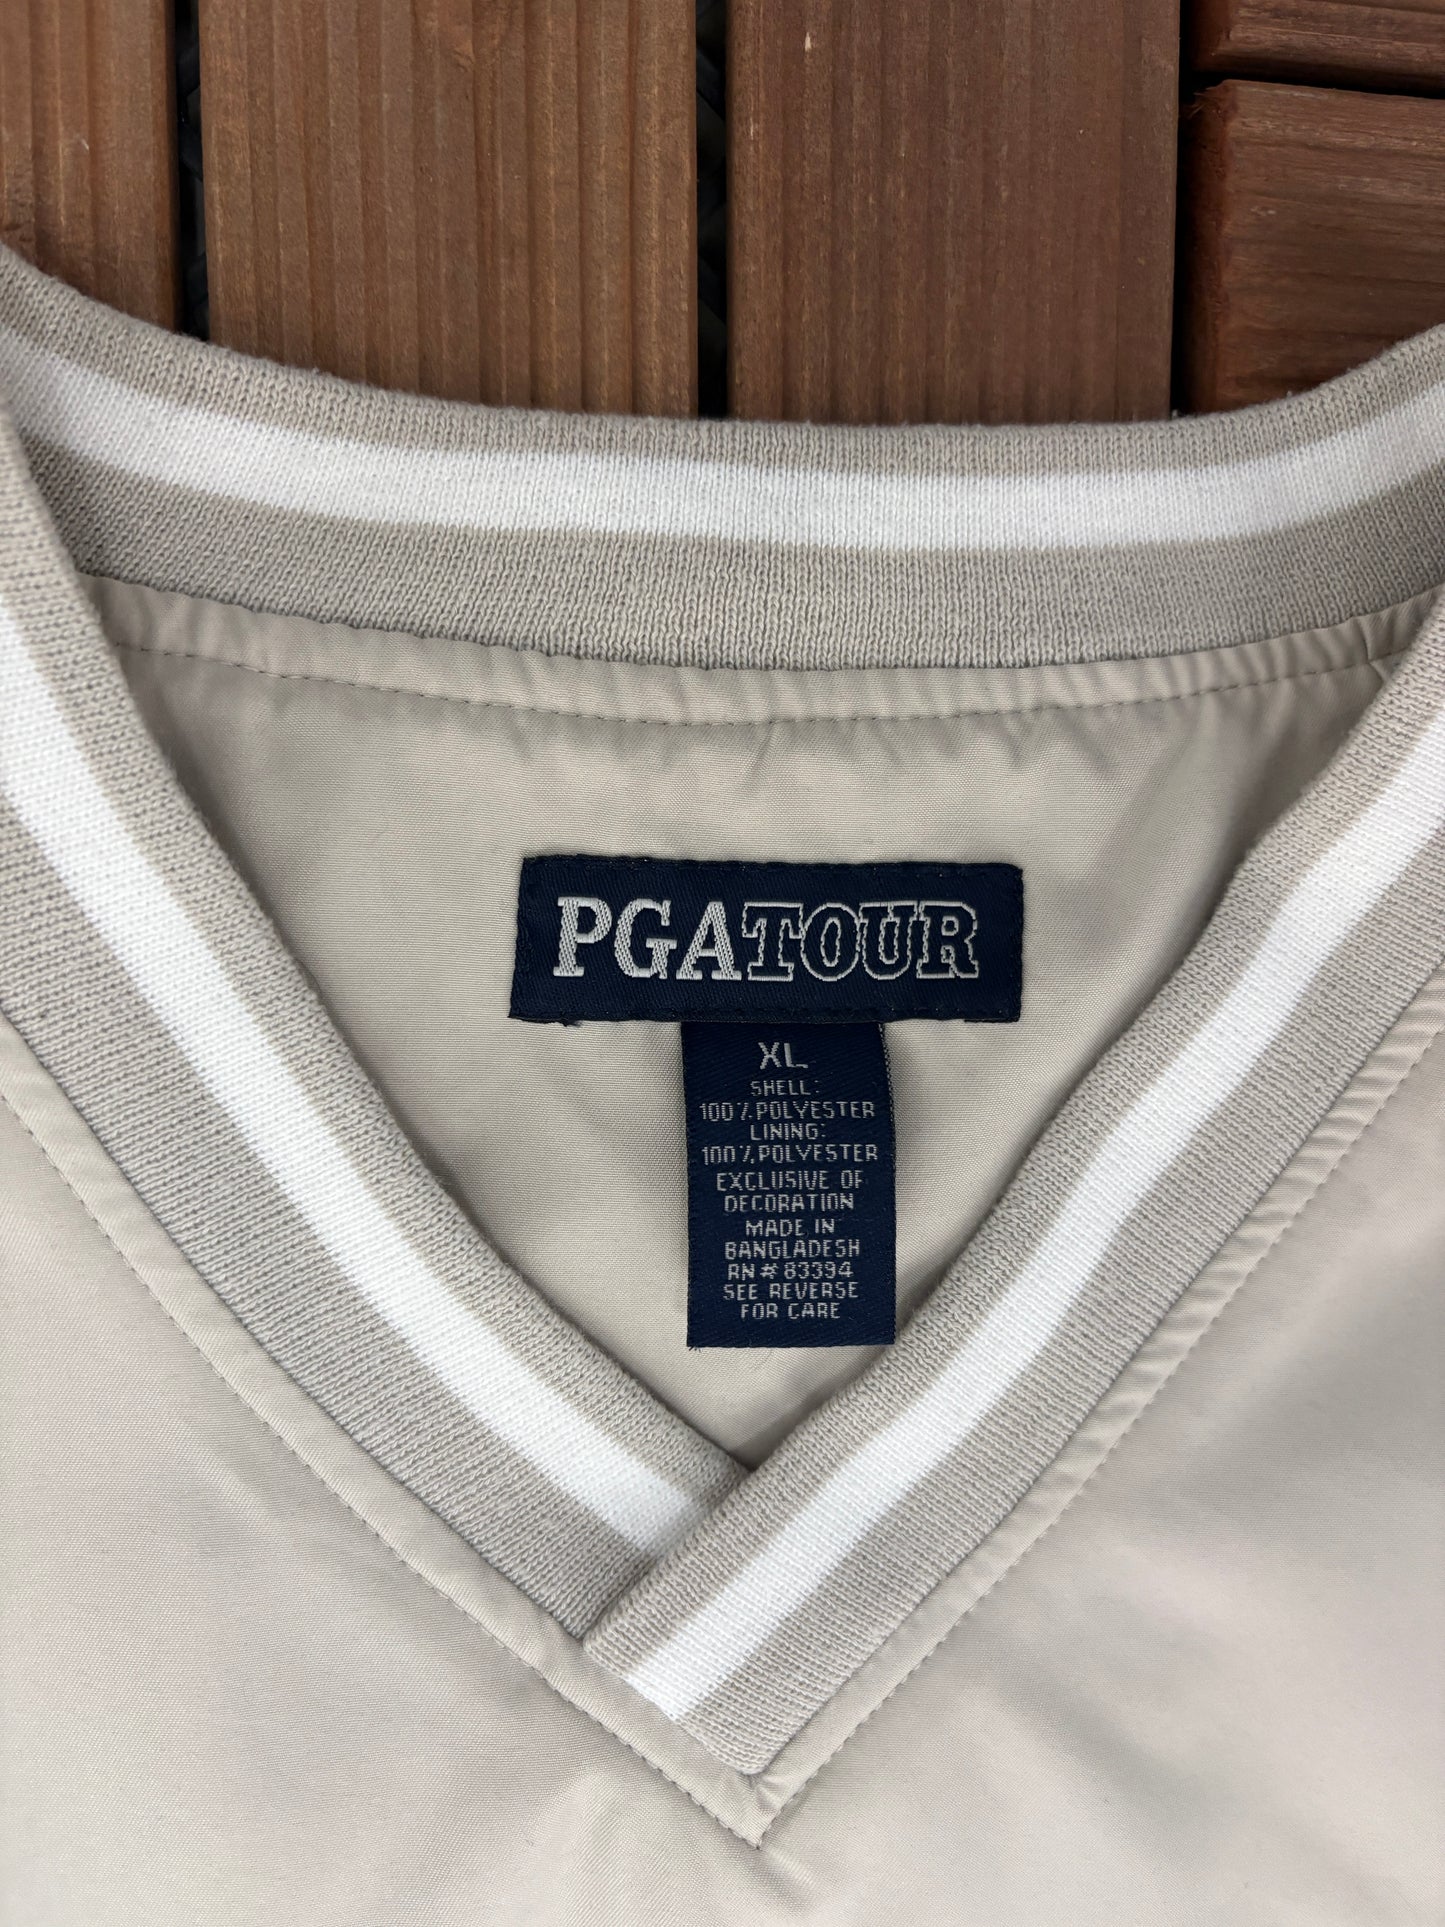 PGATOUR
XL
SHELL:
100% POLYESTER
LINING:
100% POLYESTER
EXCLUSIVE OF
DECORATION
MADE IN
BANGLADESH
RN # 83394
SEE REVERSE
FOR CARE